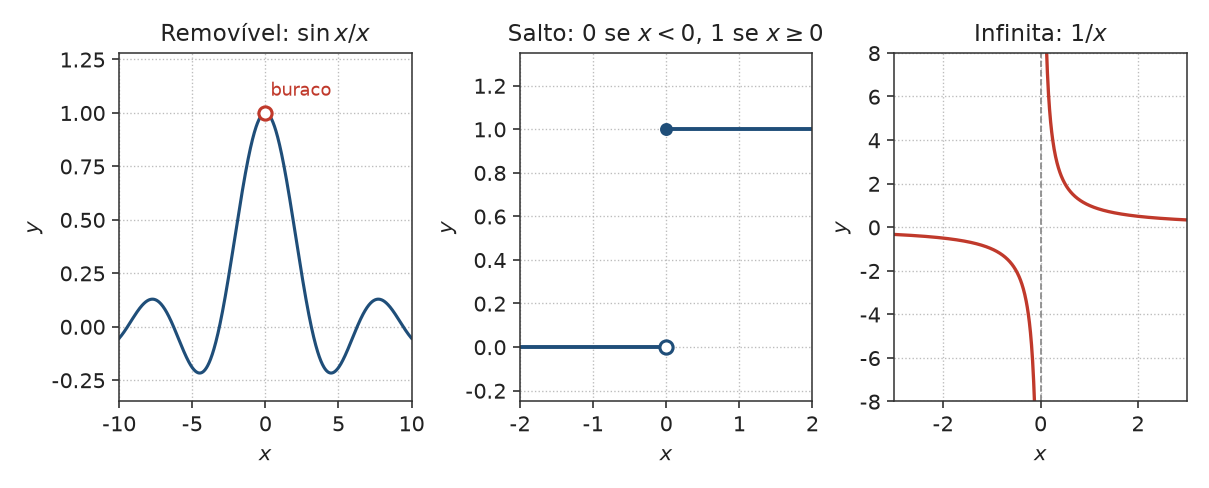 Removível: sin x/x
1.25
1.00
0.75
0.50
0.25
0.00
-0.25
y
buraco
-10 -5 0 5 10
x
Salto: 0 se x < 0, 1 se x ≥ 0
1.2
1.0
0.8
0.6
0.4
0.2
0.0
-0.2
y
-2 -1 0 1 2
x
Infinita: 1/x
8
6
4
2
0
-2
-4
-6
-8
y
-2 0 2
x